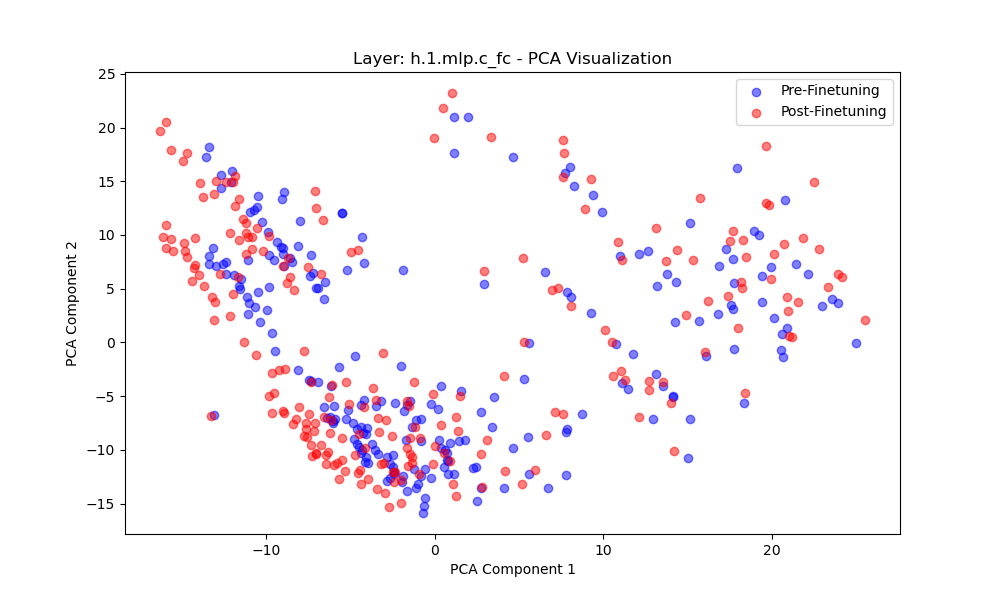 Layer: h.1.mlp.c_fc - PCA Visualization
Pre-Finetuning
Post-Finetuning
25
20
15
10
5
0
−5
−10
−15
PCA Component 2
−10
0
10
20
PCA Component 1